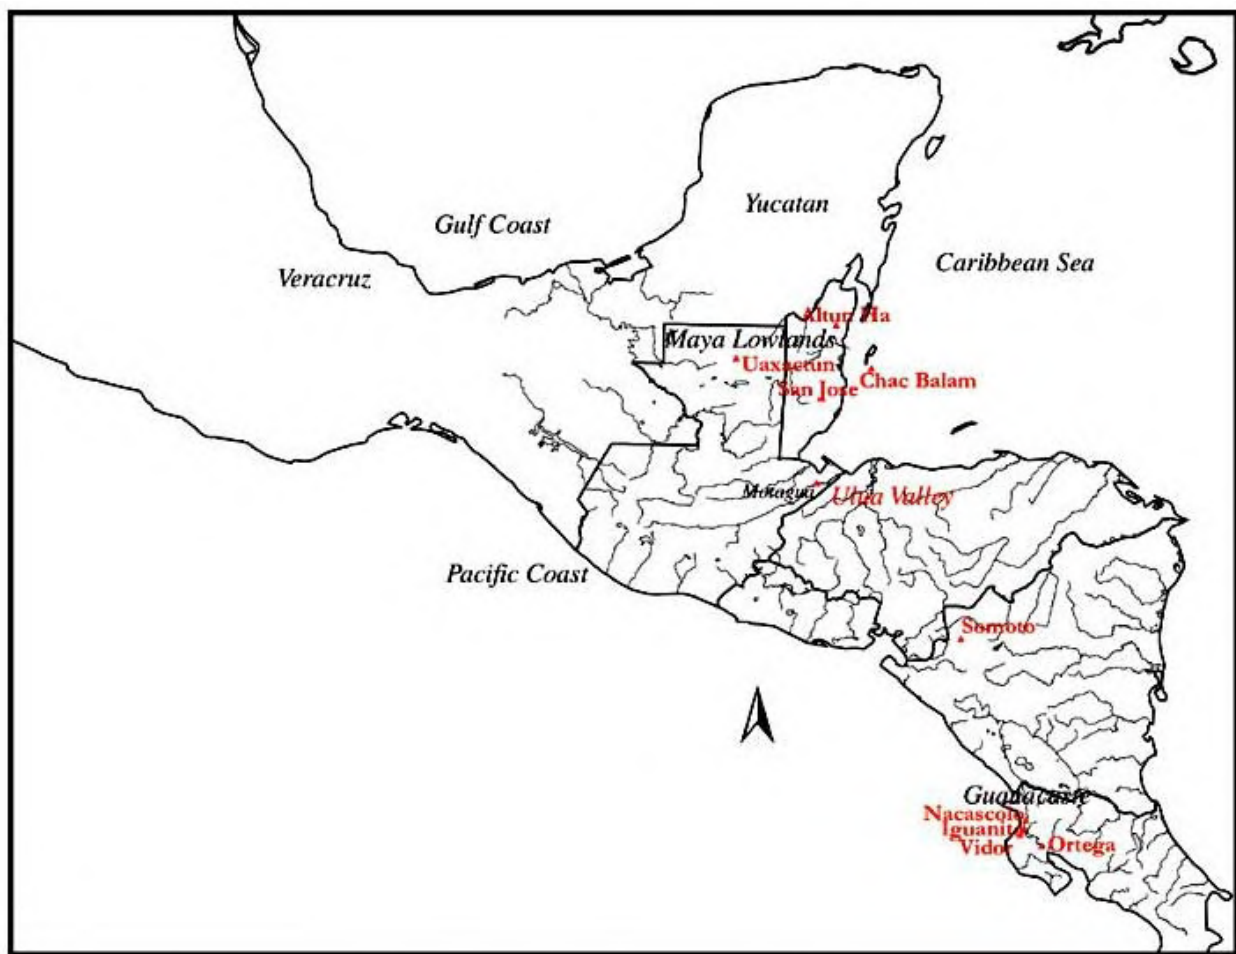 Yucatan
Gulf Coast
Caribbean Sea
Veracruz
Altun Ha
Maya Lowlands
Uaxactun
Chac Balam
San Jose
Motagua
Ulua Valley
Pacific Coast
Somoto
Guanacaste
Nacascolo
Iguanita
Vidor
Ortega